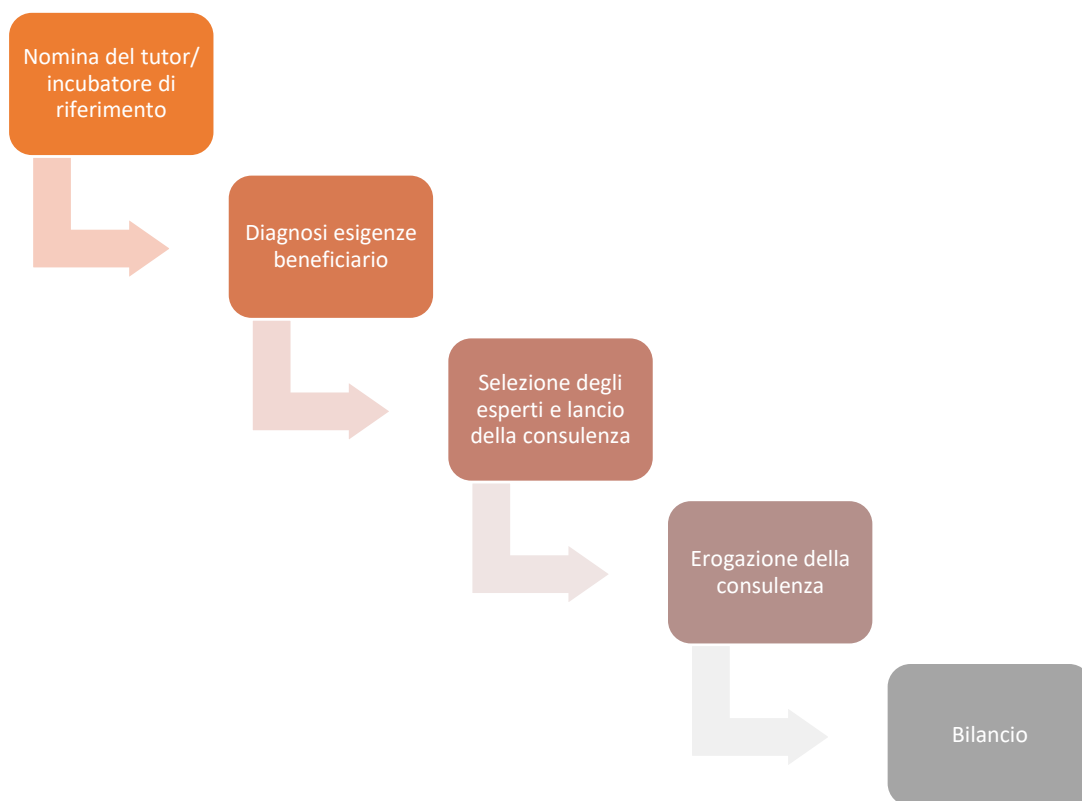 Nomina del tutor/
incubatore di
riferimento
Diagnosi esigenze
beneficiario
Selezione degli
esperti e lancio
della consulenza
Erogazione della
consulenza
Bilancio